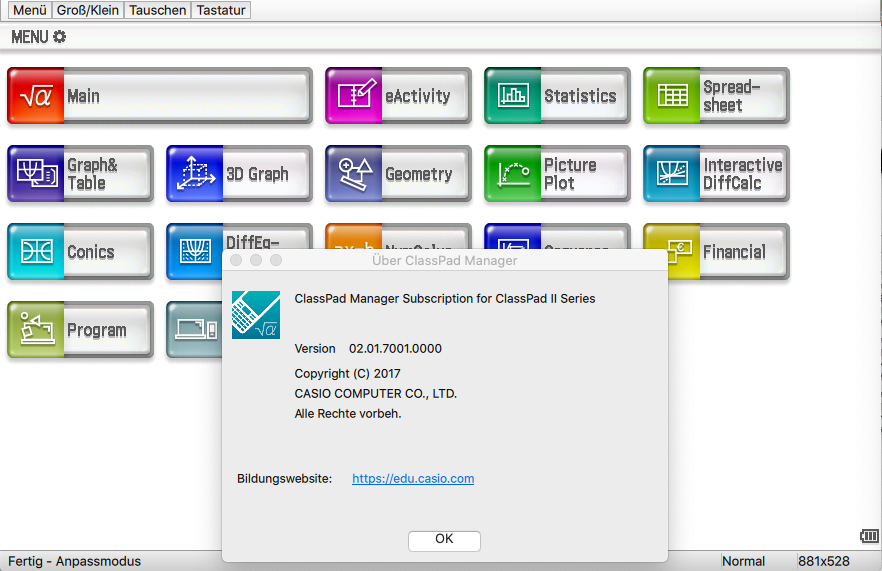 Menü Groß/Klein Tauschen Tastatur
MENU
√α Main
eActivity
Statistics
Spread-
sheet
Graph&
Table
3D Graph
Geometry
Picture
Plot
Interactive
DiffCalc
Conics
DiffEq-
Financial
Program
Über ClassPad Manager
ClassPad Manager Subscription for ClassPad II Series
√α
Version 02.01.7001.0000
Copyright (C) 2017
CASIO COMPUTER CO., LTD.
Alle Rechte vorbeh.
Bildungswebsite: https://edu.casio.com
OK
Fertig - Anpassmodus Normal 881x528